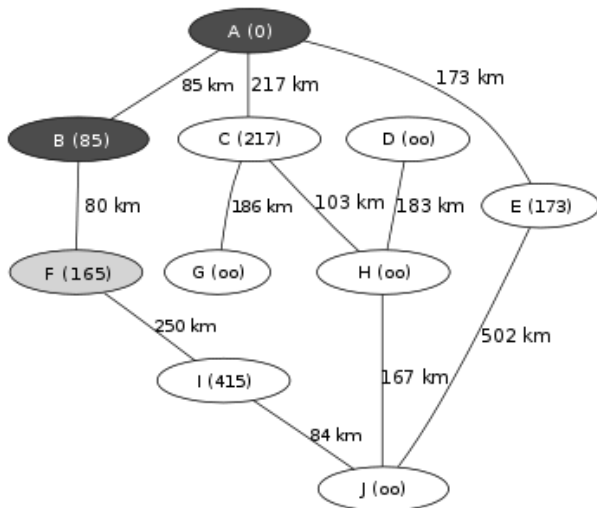 A (0)
85 km
217 km
173 km
B (85)
C (217)
D (oo)
80 km
186 km
103 km
183 km
E (173)
F (165)
G (oo)
H (oo)
250 km
502 km
I (415)
167 km
84 km
J (oo)